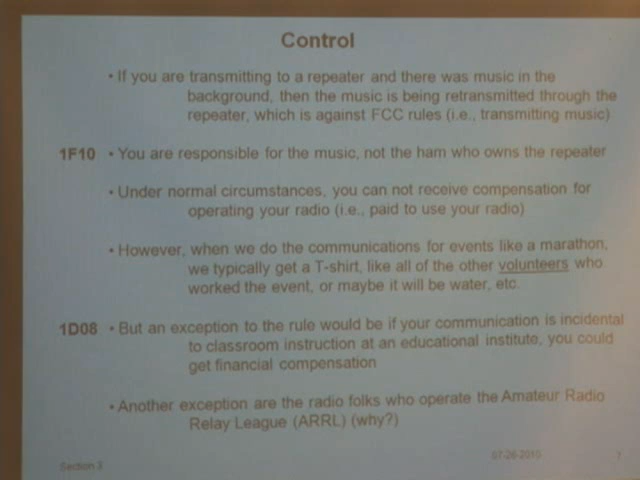 Control
• If you are transmitting to a repeater and there was music in the
background, then the music is being retransmitted through the
repeater, which is against FCC rules (i.e., transmitting music)
1F10 • You are responsible for the music, not the ham who owns the repeater
• Under normal circumstances, you can not receive compensation for
operating your radio (i.e., paid to use your radio)
• However, when we do the communications for events like a marathon,
we typically get a T-shirt, like all of the other volunteers who
worked the event, or maybe it will be water, etc.
1D08 • But an exception to the rule would be if your communication is incidental
to classroom instruction at an educational institute, you could
get financial compensation
• Another exception are the radio folks who operate the Amateur Radio
Relay League (ARRL) (why?)
Section 3 07-26-2010 7